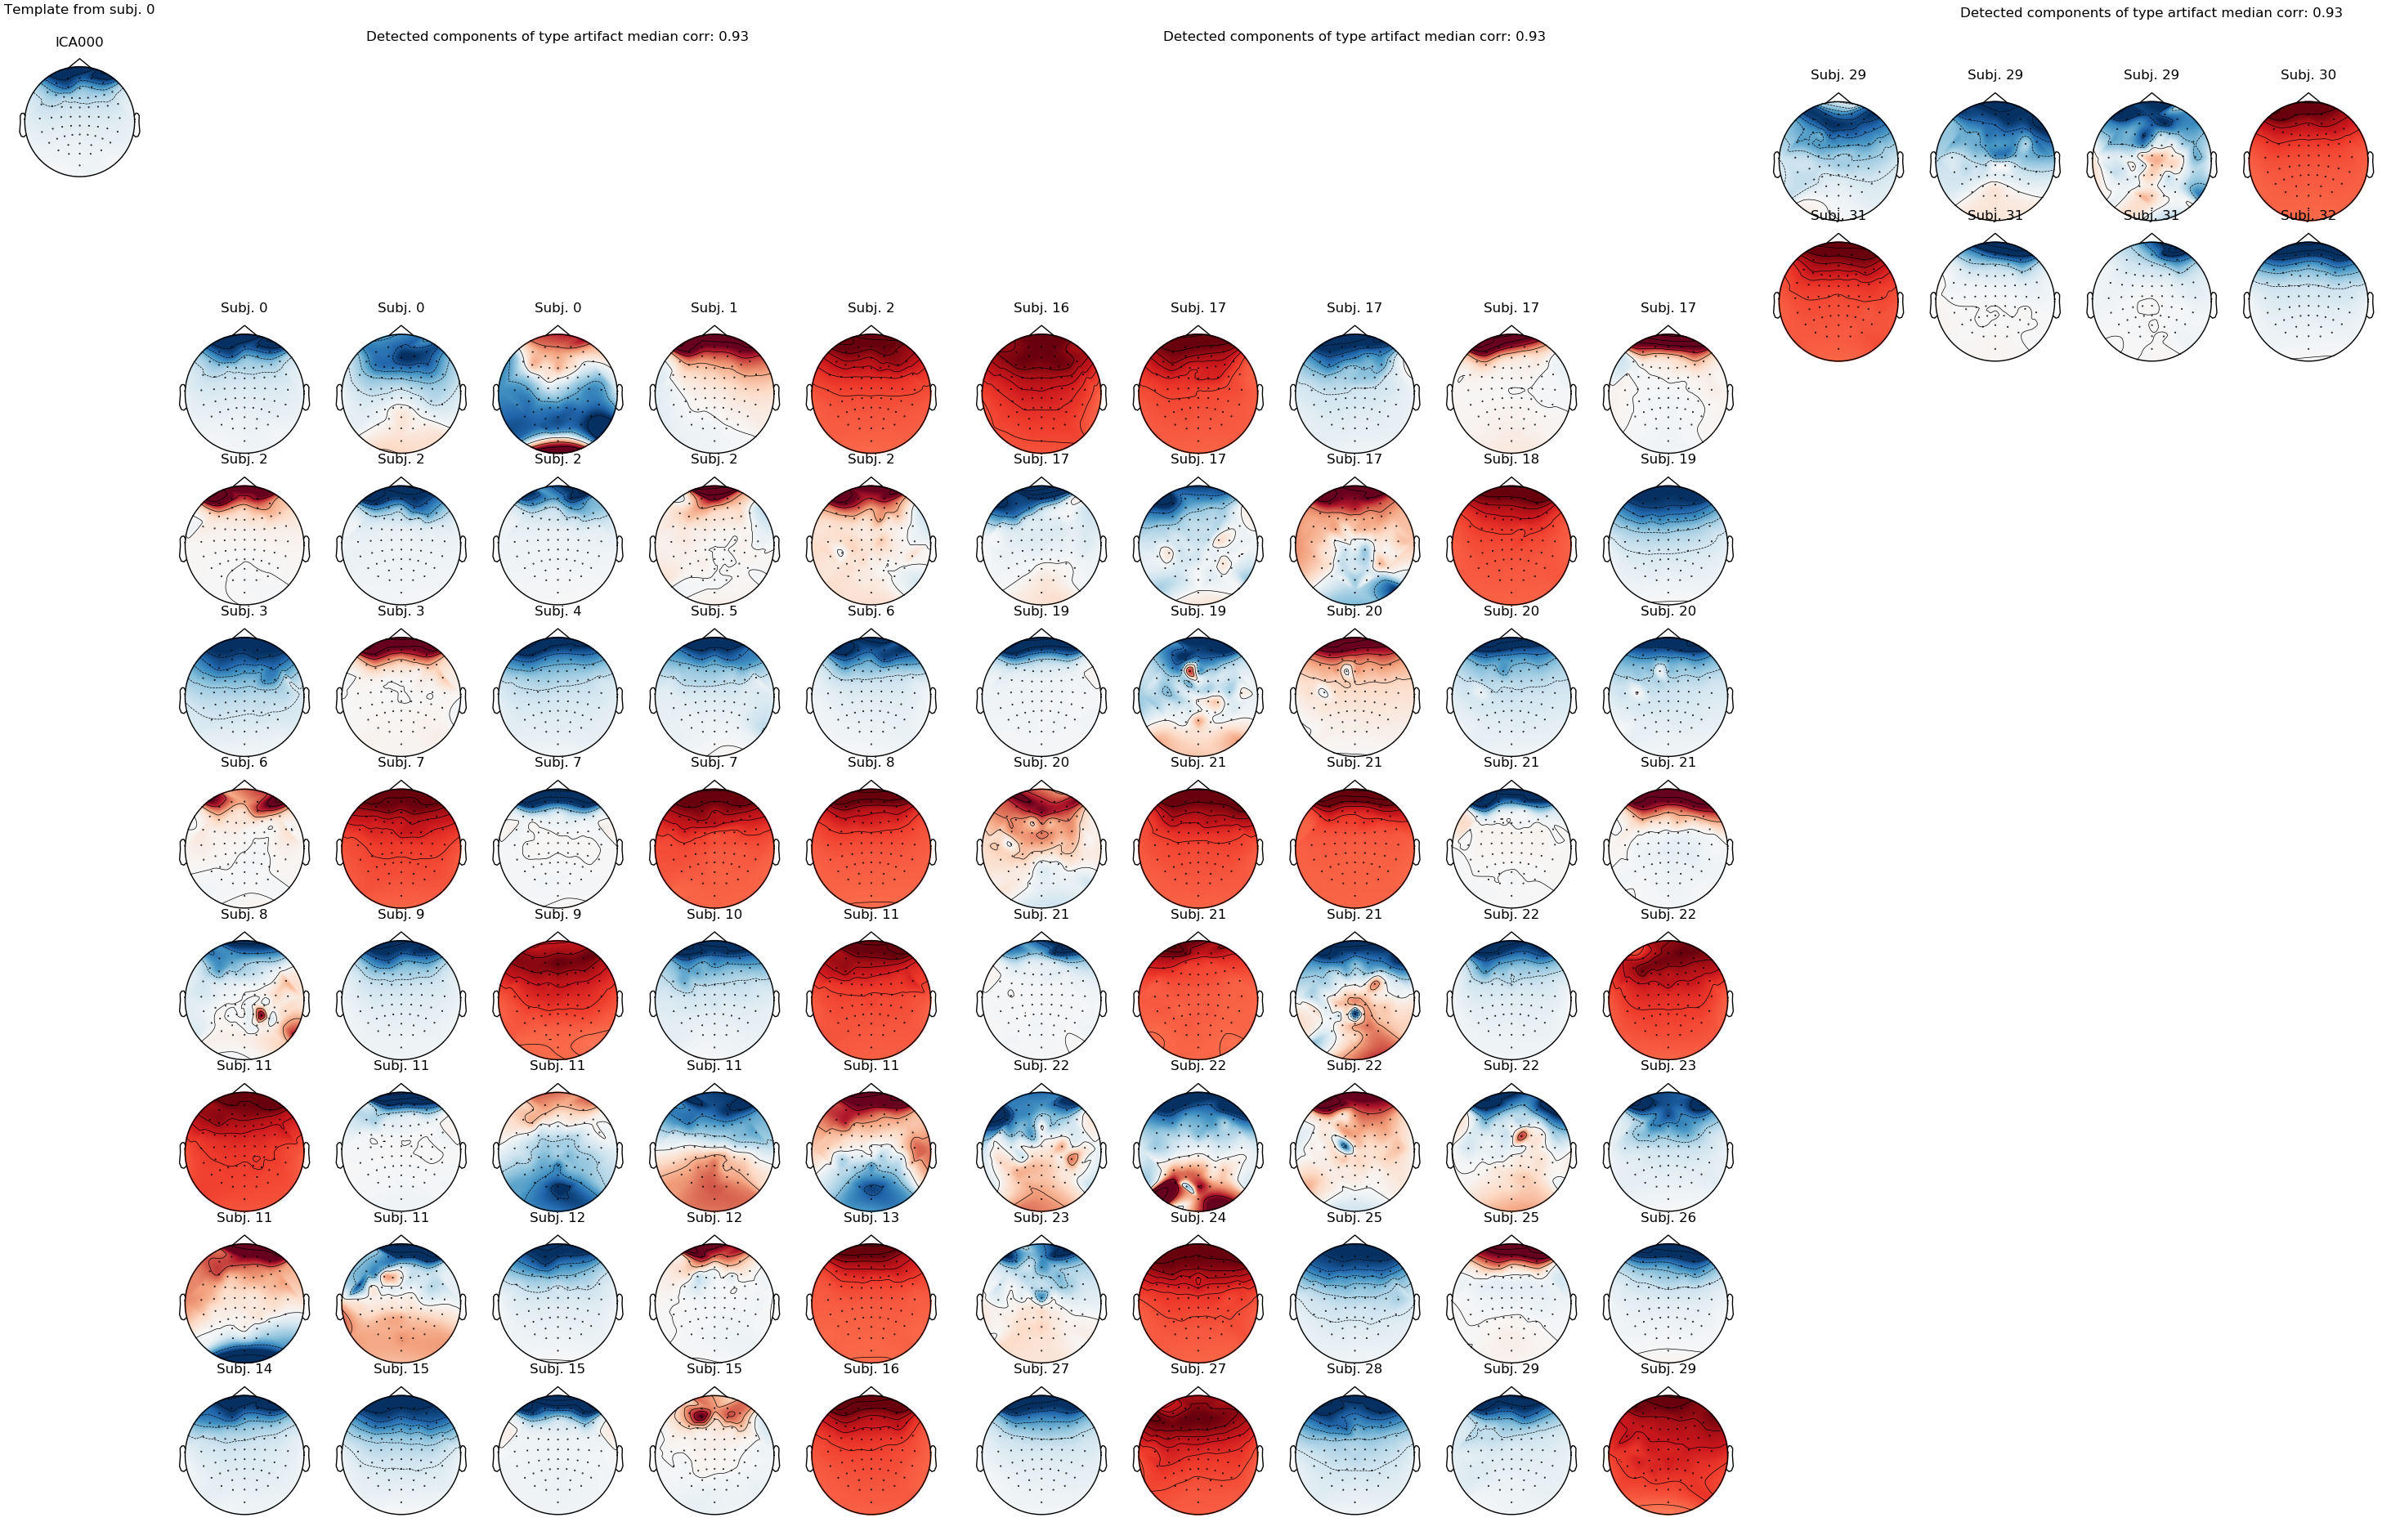 Template from subj. 0
ICA000
Detected components of type artifact median corr: 0.93
Detected components of type artifact median corr: 0.93
Detected components of type artifact median corr: 0.93
Subj. 29 Subj. 29 Subj. 29 Subj. 30
Subj. 31 Subj. 31 Subj. 31 Subj. 32
Subj. 0 Subj. 0 Subj. 0 Subj. 1 Subj. 2 Subj. 16 Subj. 17 Subj. 17 Subj. 17 Subj. 17
Subj. 2 Subj. 2 Subj. 2 Subj. 2 Subj. 2 Subj. 17 Subj. 17 Subj. 17 Subj. 18 Subj. 19
Subj. 3 Subj. 3 Subj. 4 Subj. 5 Subj. 6 Subj. 19 Subj. 19 Subj. 20 Subj. 20 Subj. 20
Subj. 6 Subj. 7 Subj. 7 Subj. 7 Subj. 8 Subj. 20 Subj. 21 Subj. 21 Subj. 21 Subj. 21
Subj. 8 Subj. 9 Subj. 9 Subj. 10 Subj. 11 Subj. 21 Subj. 21 Subj. 21 Subj. 22 Subj. 22
Subj. 11 Subj. 11 Subj. 11 Subj. 11 Subj. 11 Subj. 22 Subj. 22 Subj. 22 Subj. 22 Subj. 23
Subj. 11 Subj. 11 Subj. 12 Subj. 12 Subj. 13 Subj. 23 Subj. 24 Subj. 25 Subj. 25 Subj. 26
Subj. 14 Subj. 15 Subj. 15 Subj. 15 Subj. 16 Subj. 27 Subj. 27 Subj. 28 Subj. 29 Subj. 29